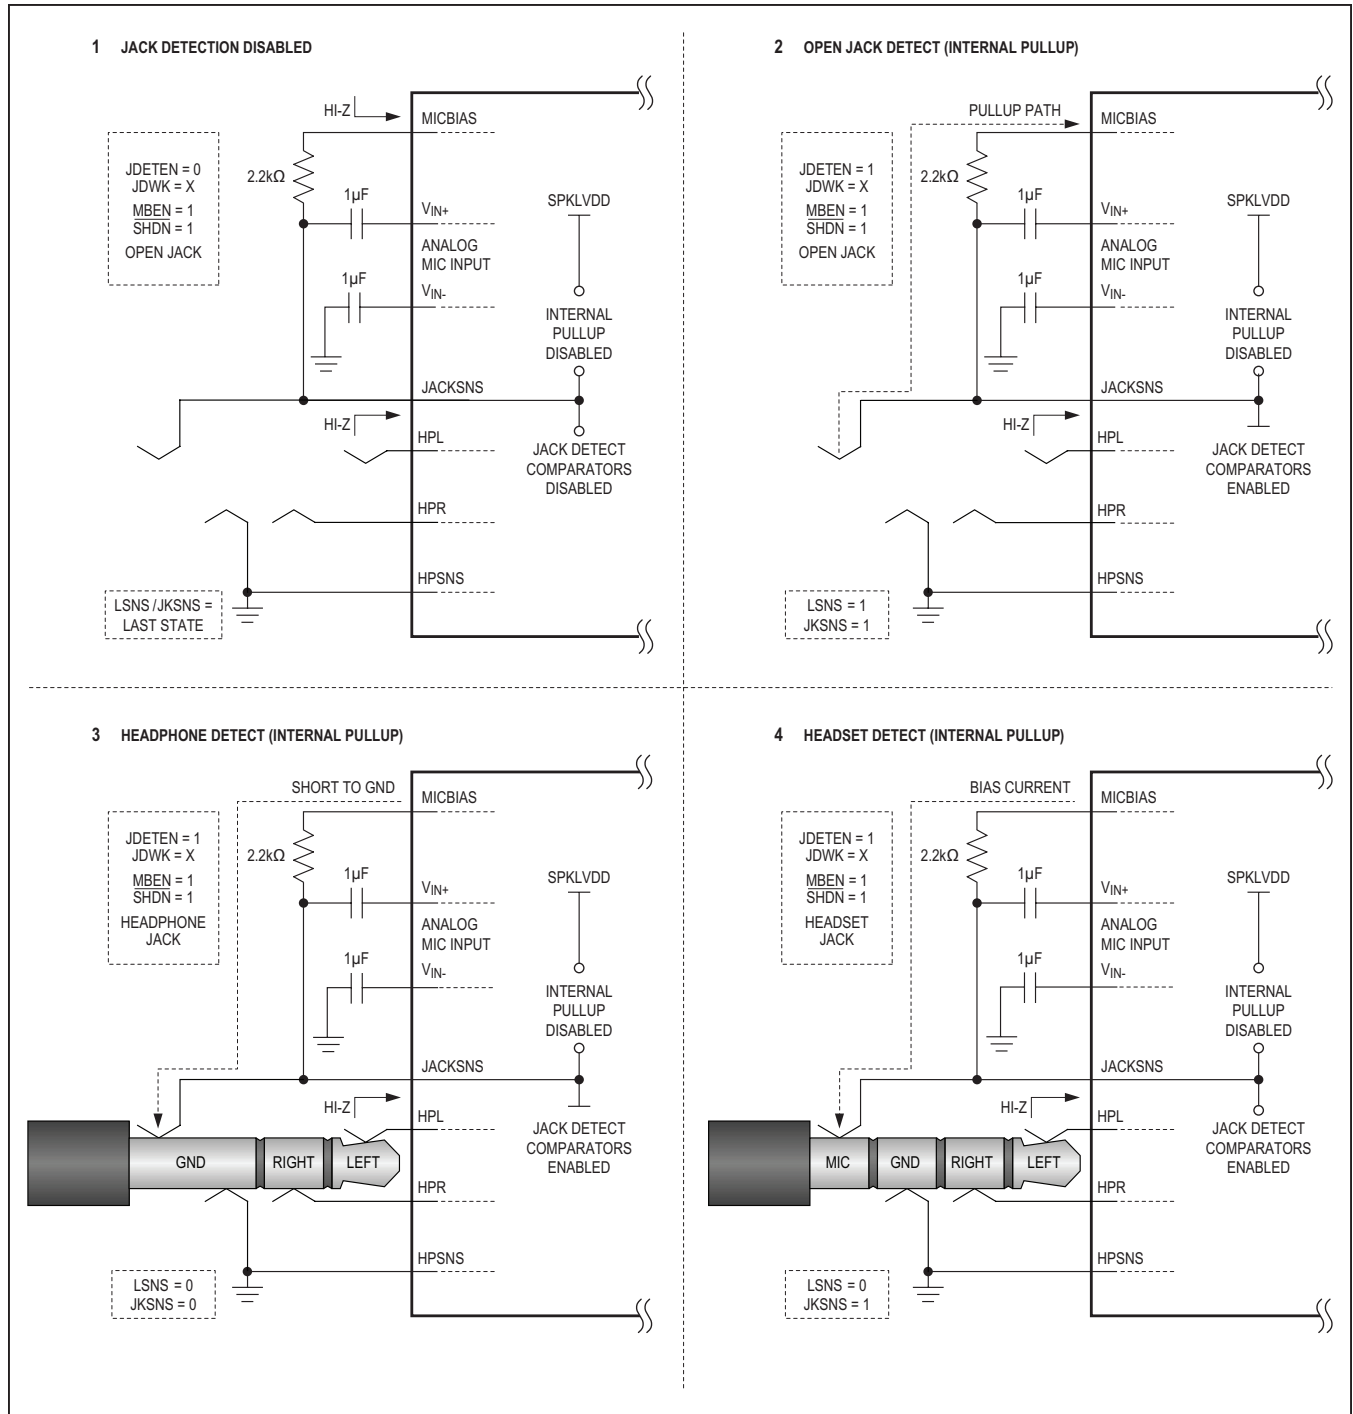 1 JACK DETECTION DISABLED
HI-Z
MICBIAS
JDETEN = 0
JDWK = X
MBEN = 1
SHDN = 1
OPEN JACK
2.2kΩ
1µF
VIN+
SPKLVDD
ANALOG
MIC INPUT
1µF
VIN-
INTERNAL
PULLUP
DISABLED
JACKSNS
HI-Z
HPL
JACK DETECT
COMPARATORS
DISABLED
HPR
HPSNS
LSNS /JKSNS =
LAST STATE
2 OPEN JACK DETECT (INTERNAL PULLUP)
PULLUP PATH
MICBIAS
JDETEN = 1
JDWK = X
MBEN = 1
SHDN = 1
OPEN JACK
2.2kΩ
1µF
VIN+
SPKLVDD
ANALOG
MIC INPUT
1µF
VIN-
INTERNAL
PULLUP
DISABLED
JACKSNS
HI-Z
HPL
JACK DETECT
COMPARATORS
ENABLED
HPR
HPSNS
LSNS = 1
JKSNS = 1
3 HEADPHONE DETECT (INTERNAL PULLUP)
SHORT TO GND
MICBIAS
JDETEN = 1
JDWK = X
MBEN = 1
SHDN = 1
HEADPHONE
JACK
2.2kΩ
1µF
VIN+
SPKLVDD
ANALOG
MIC INPUT
1µF
VIN-
INTERNAL
PULLUP
DISABLED
JACKSNS
HI-Z
HPL
JACK DETECT
COMPARATORS
ENABLED
GND RIGHT LEFT
HPR
HPSNS
LSNS = 0
JKSNS = 0
4 HEADSET DETECT (INTERNAL PULLUP)
BIAS CURRENT
MICBIAS
JDETEN = 1
JDWK = X
MBEN = 1
SHDN = 1
HEADSET
JACK
2.2kΩ
1µF
VIN+
SPKLVDD
ANALOG
MIC INPUT
1µF
VIN-
INTERNAL
PULLUP
DISABLED
JACKSNS
HI-Z
HPL
JACK DETECT
COMPARATORS
ENABLED
MIC GND RIGHT LEFT
HPR
HPSNS
LSNS = 0
JKSNS = 1